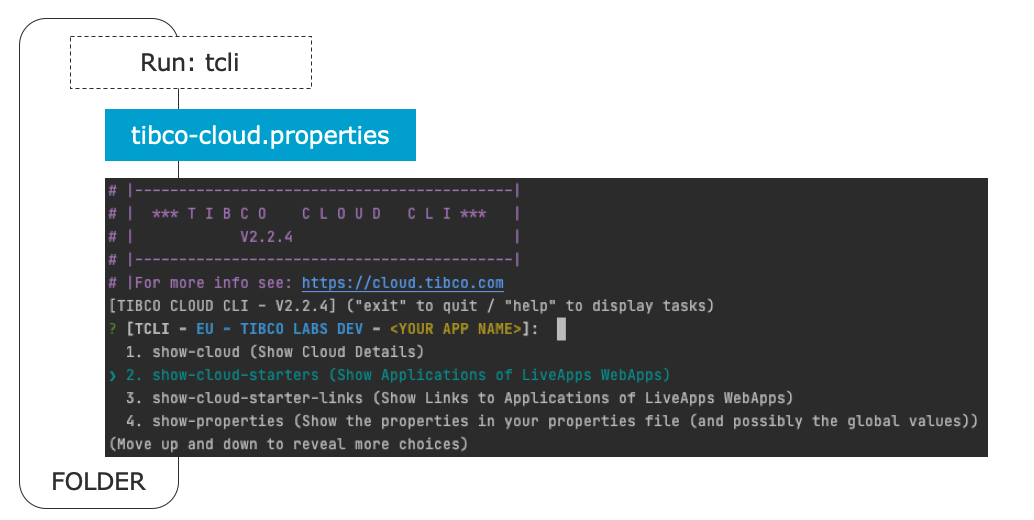 Run: tcli
tibco-cloud.properties
# |-------------------------------------------|
# |  *** T I B C O    C L O U D   C L I ***   |
# |            V2.2.4                         |
# |-------------------------------------------|
# |For more info see: https://cloud.tibco.com
[TIBCO CLOUD CLI - V2.2.4] ("exit" to quit / "help" to display tasks)
? [TCLI - EU - TIBCO LABS DEV - <YOUR APP NAME>]:
1. show-cloud (Show Cloud Details)
❯ 2. show-cloud-starters (Show Applications of LiveApps WebApps)
3. show-cloud-starter-links (Show Links to Applications of LiveApps WebApps)
4. show-properties (Show the properties in your properties file (and possibly the global values))
(Move up and down to reveal more choices)
FOLDER